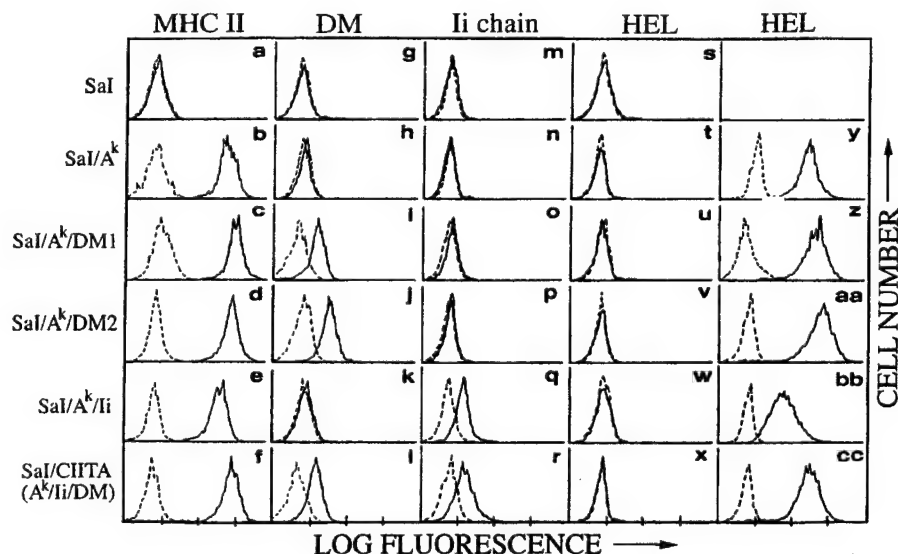 MHC II DM Ii chain HEL HEL
SaI a g m s
SaI/A^k b h n t y
SaI/A^k/DM1 c i o u z
SaI/A^k/DM2 d j p v aa
SaI/A^k/Ii e k q w bb
SaI/CIITA
(A^k/Ii/DM) f l r x cc
CELL NUMBER
LOG FLUORESCENCE